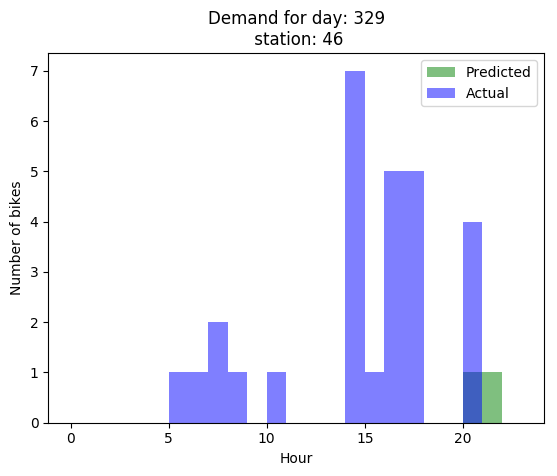 Demand for day: 329
station: 46
Predicted
Actual
Number of bikes
7
6
5
4
3
2
1
0
0
5
10
15
20
Hour